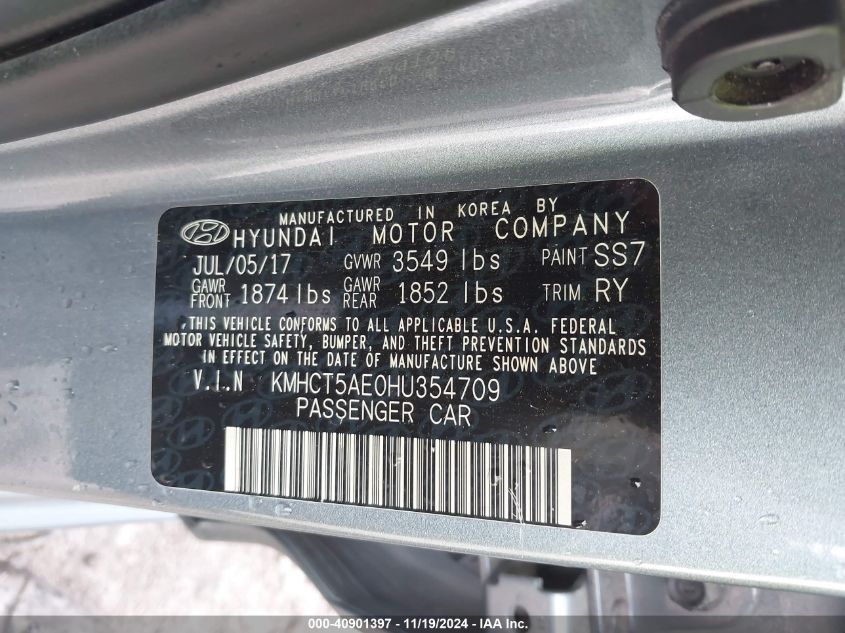 MANUFACTURED IN KOREA BY
HYUNDAI MOTOR COMPANY
JUL/05/17 GVWR 3549 lbs PAINT SS7
GAWR FRONT 1874 lbs GAWR REAR 1852 lbs TRIM RY
THIS VEHICLE CONFORMS TO ALL APPLICABLE U.S.A. FEDERAL
MOTOR VEHICLE SAFETY, BUMPER, AND THEFT PREVENTION STANDARDS
IN EFFECT ON THE DATE OF MANUFACTURE SHOWN ABOVE
V.I.N KMHCT5AE0HU354709
PASSENGER CAR
000-40901397 - 11/19/2024 - IAA Inc.